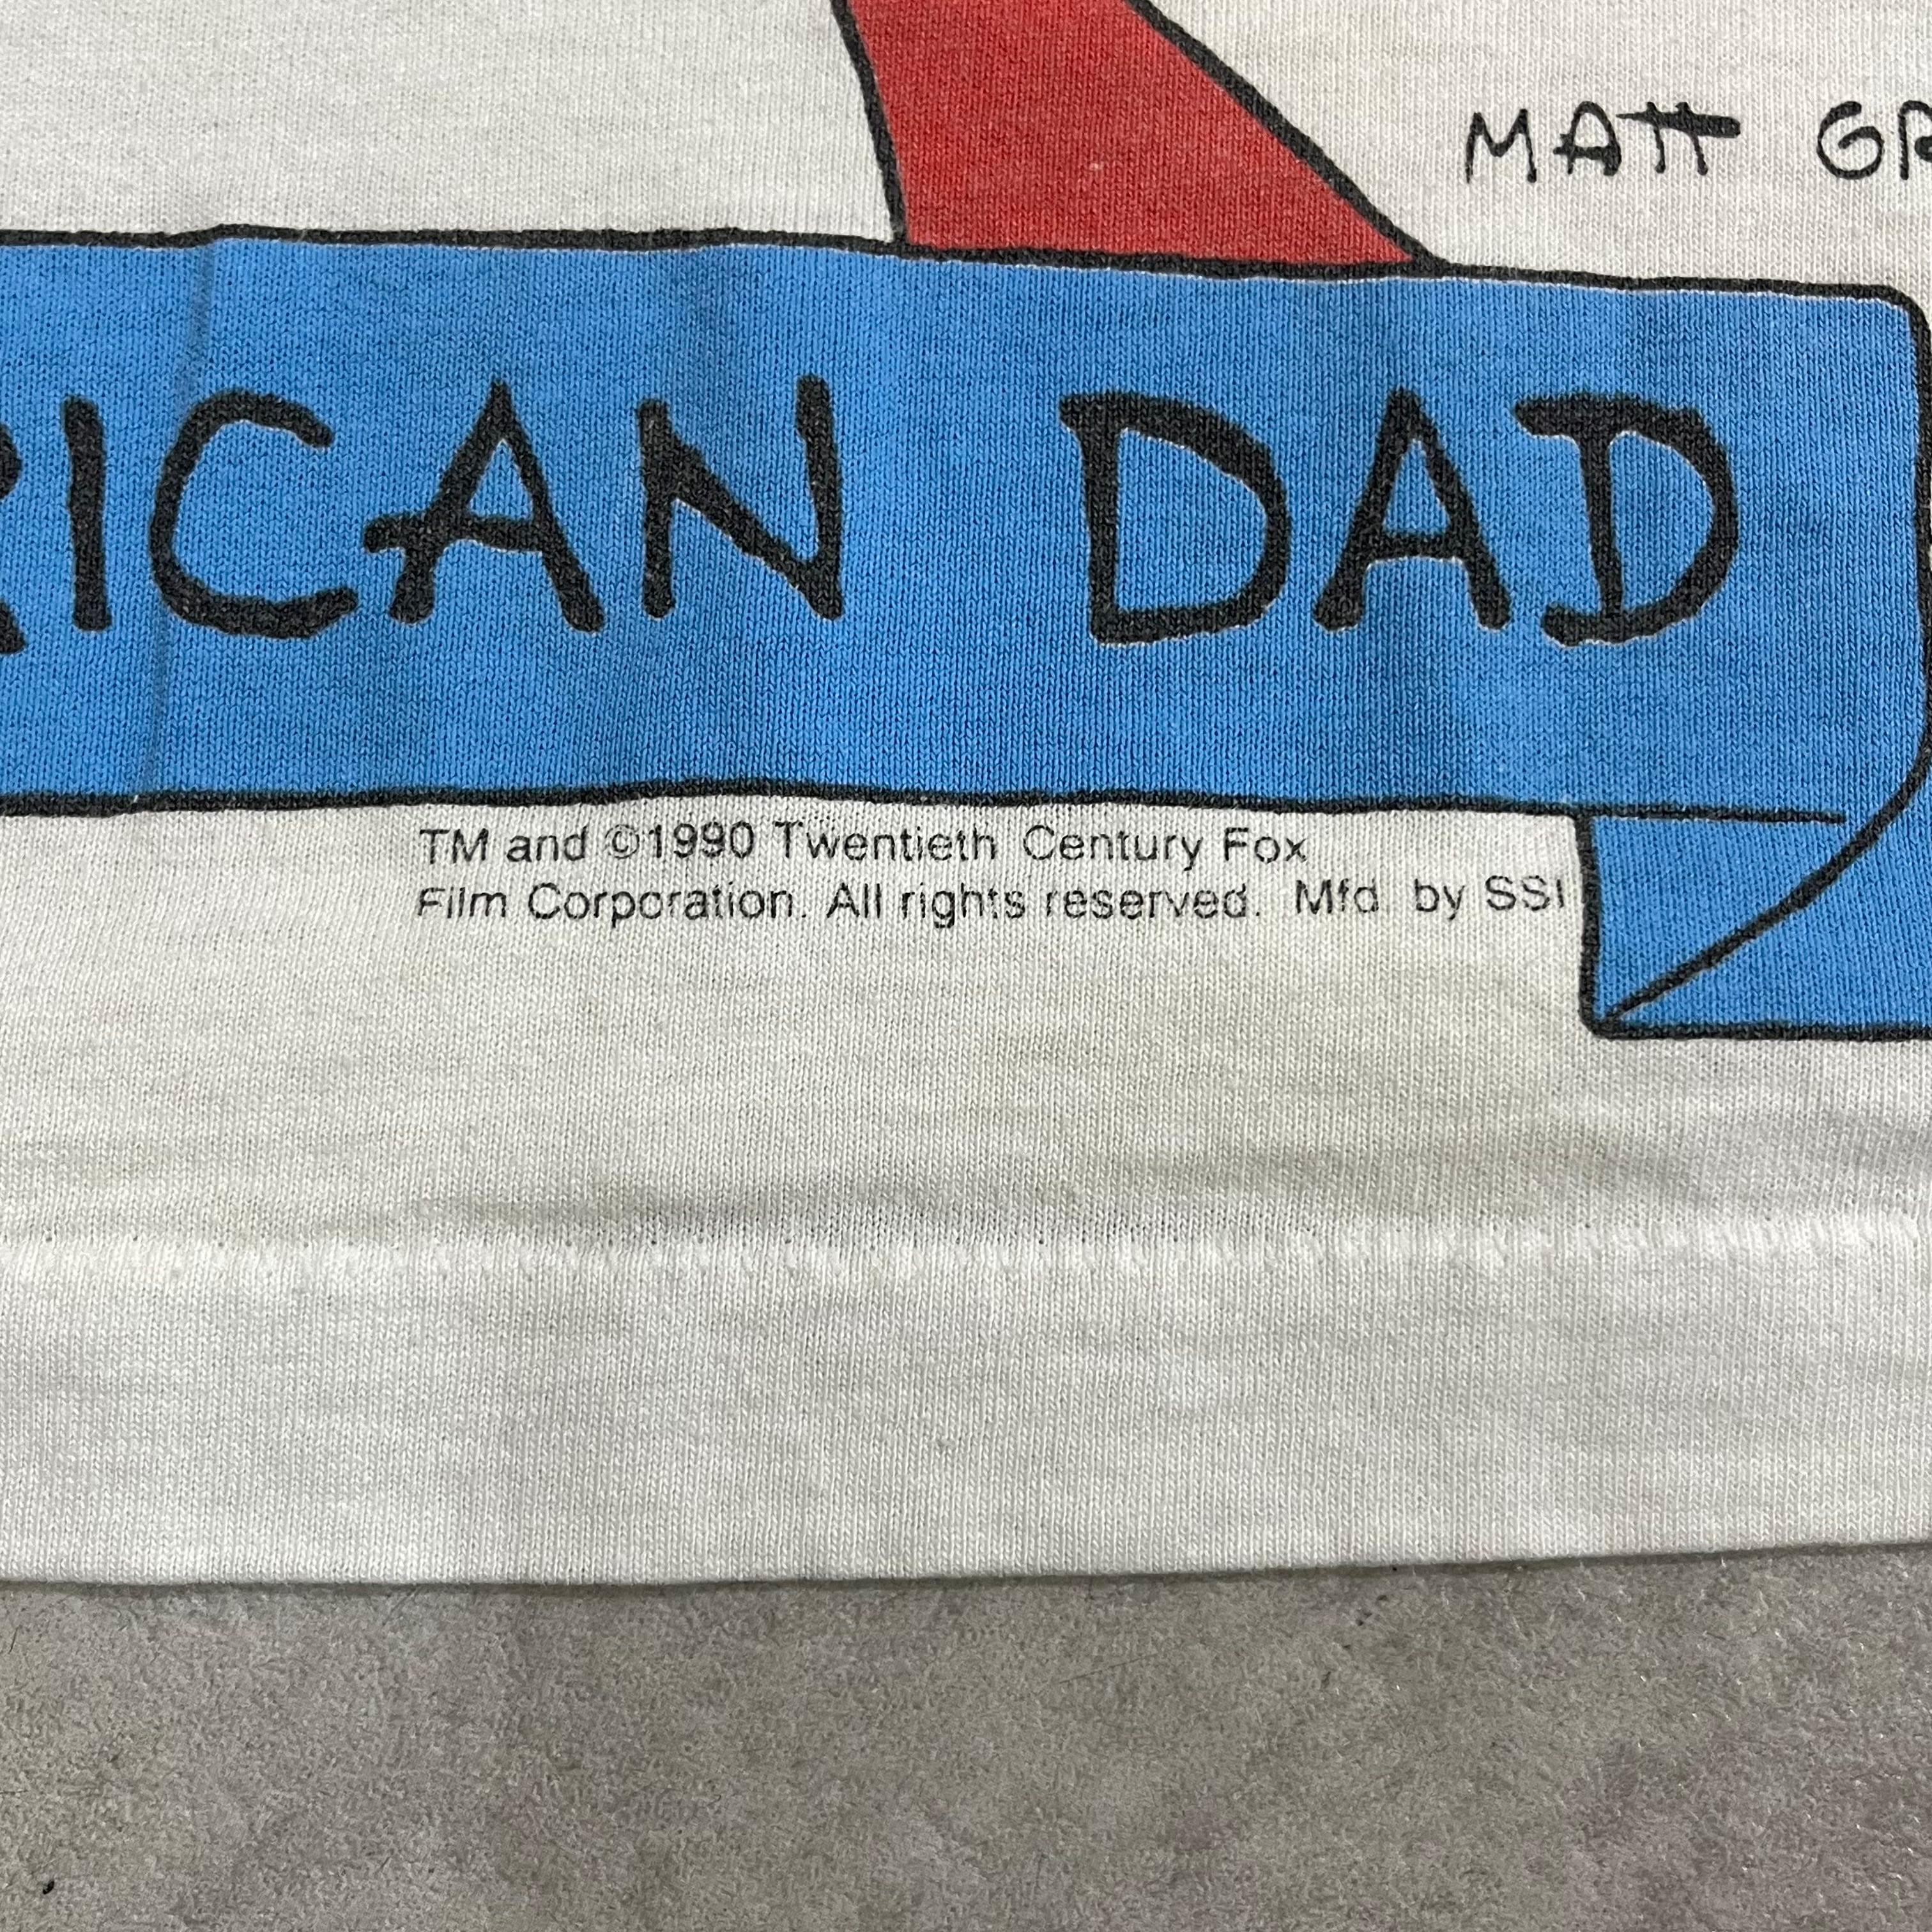 MATT GR
RICAN DAD
TM and ©1990 Twentieth Century Fox
Film Corporation. All rights reserved. Mfd. by SSI